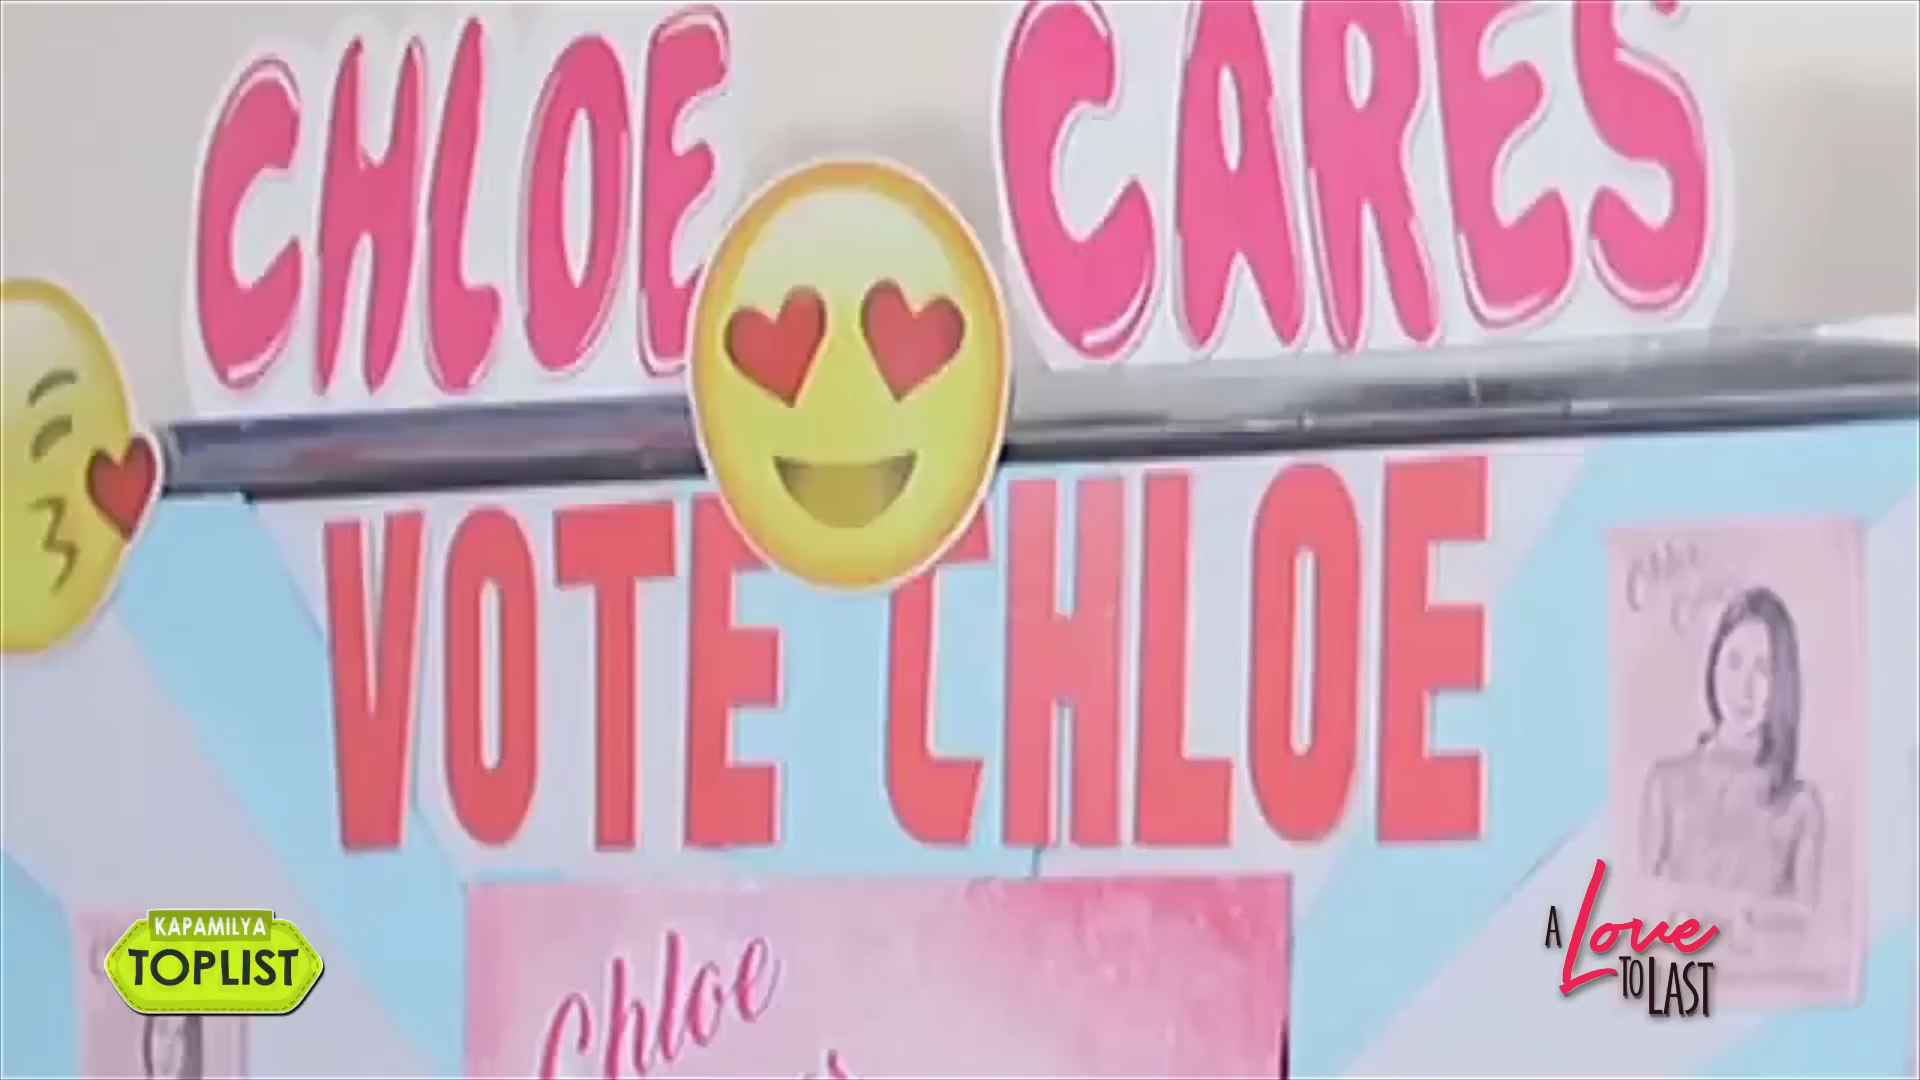 CHLOE CARES
VOTE CHLOE
Chloe
KAPAMILYA
TOPLIST
A Love
TO LAST